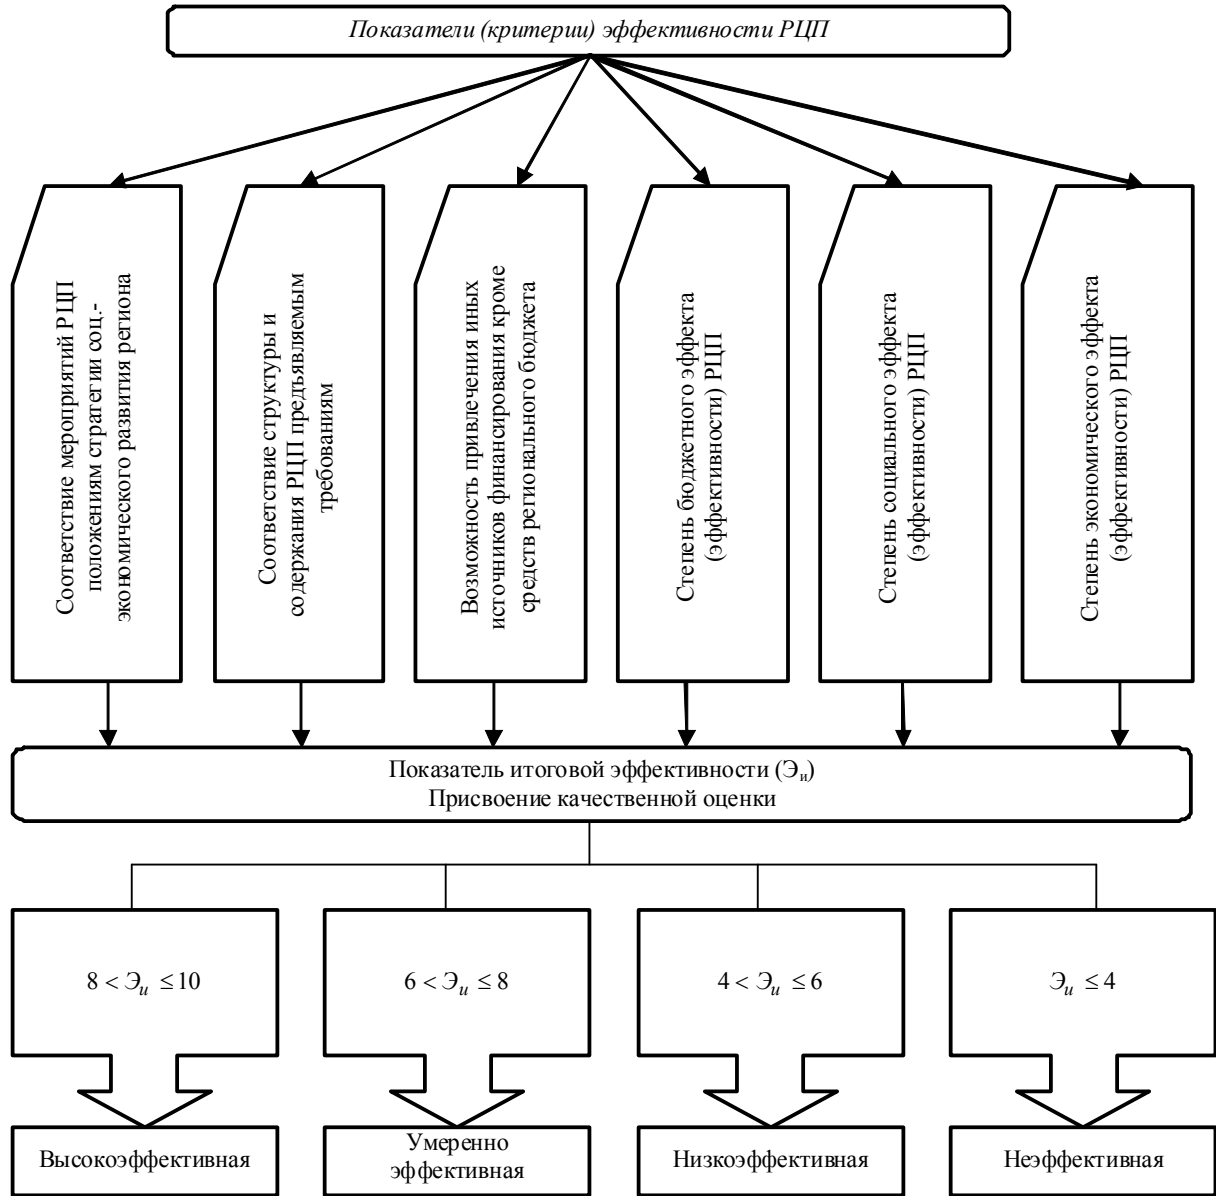 Показатели (критерии) эффективности РЦП
Соответствие мероприятий РЦП
положениям стратегии соц.-
экономического развития региона
Соответствие структуры и
содержания РЦП предъявляемым
требованиям
Возможность привлечения иных
источников финансирования кроме
средств регионального бюджета
Степень бюджетного эффекта
(эффективности) РЦП
Степень социального эффекта
(эффективности) РЦП
Степень экономического эффекта
(эффективности) РЦП
Показатель итоговой эффективности (Эи)
Присвоение качественной оценки
8 < Эи ≤ 10
6 < Эи ≤ 8
4 < Эи ≤ 6
Эи ≤ 4
Высокоэффективная
Умеренно
эффективная
Низкоэффективная
Неэффективная